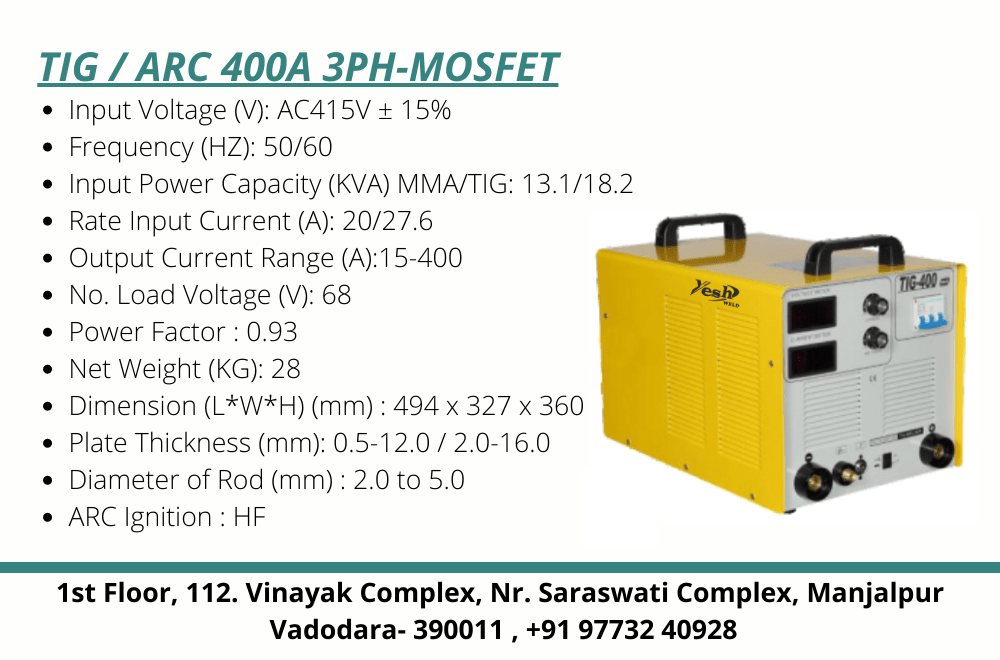 TIG / ARC 400A 3PH-MOSFET
Input Voltage (V): AC415V ± 15%
Frequency (HZ): 50/60
Input Power Capacity (KVA) MMA/TIG: 13.1/18.2
Rate Input Current (A): 20/27.6
Output Current Range (A):15-400
No. Load Voltage (V): 68
Power Factor : 0.93
Net Weight (KG): 28
Dimension (L*W*H) (mm) : 494 x 327 x 360
Plate Thickness (mm): 0.5-12.0 / 2.0-16.0
Diameter of Rod (mm) : 2.0 to 5.0
ARC Ignition : HF
Yesh
WELD
TIG-400
1st Floor, 112. Vinayak Complex, Nr. Saraswati Complex, Manjalpur
Vadodara- 390011 , +91 97732 40928